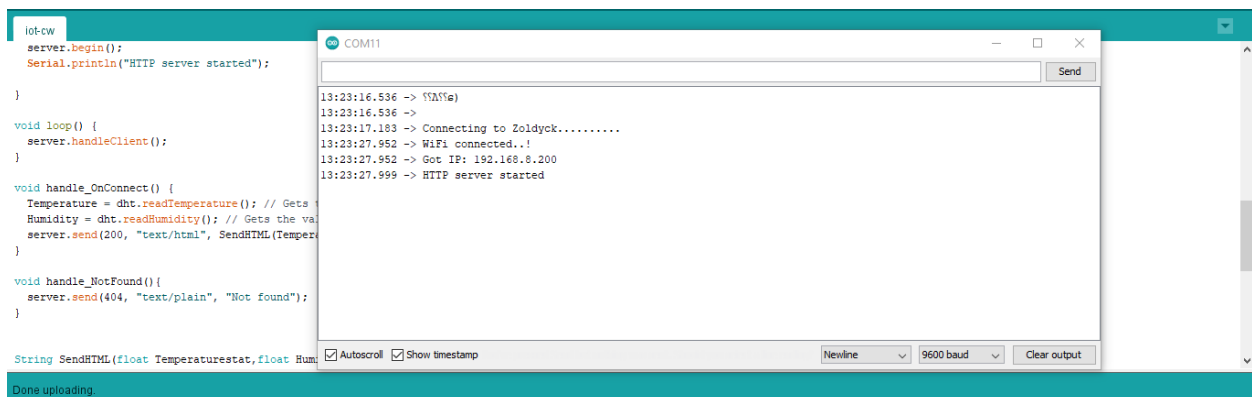 iot-cw
server.begin();
Serial.println("HTTP server started");
}
void loop() {
server.handleClient();
}
void handle_OnConnect() {
Temperature = dht.readTemperature(); // Gets
Humidity = dht.readHumidity(); // Gets the
server.send(200, "text/html", SendHTML(
}
void handle_NotFound(){
server.send(404, "text/plain", "Not found");
}
String SendHTML(float Temperaturestat,float
Done uploading.
COM11
Send
13:23:16.536 ->
13:23:16.536 ->
13:23:17.183 -> Connecting to Zoldyck..........
13:23:27.952 -> WiFi connected..!
13:23:27.952 -> Got IP: 192.168.8.200
13:23:27.999 -> HTTP server started
Autoscroll Show timestamp
Newline
9600 baud
Clear output